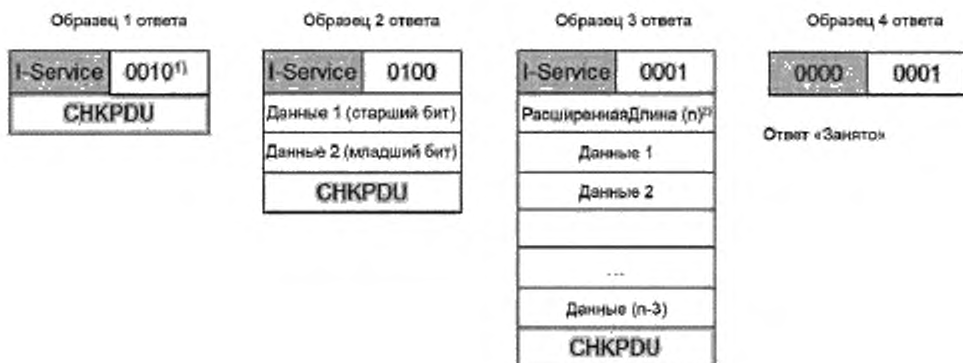 Образец 1 ответа
I-Service 0010¹⁾
CHKPDU
Образец 2 ответа
I-Service 0100
Данные 1 (старший бит)
Данные 2 (младший бит)
CHKPDU
Образец 3 ответа
I-Service 0001
РасширеннаяДлина (n)²⁾
Данные 1
Данные 2
...
Данные (n-3)
CHKPDU
Образец 4 ответа
0000 0001
Ответ «Занято»